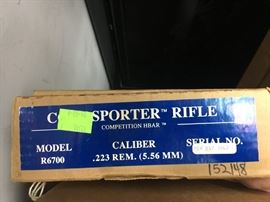 SPORTER™ RIFLE
COMPETITION HBAR™
MODEL CALIBER SERIAL NO.
R6700 .223 REM. (5.56 MM)
152148